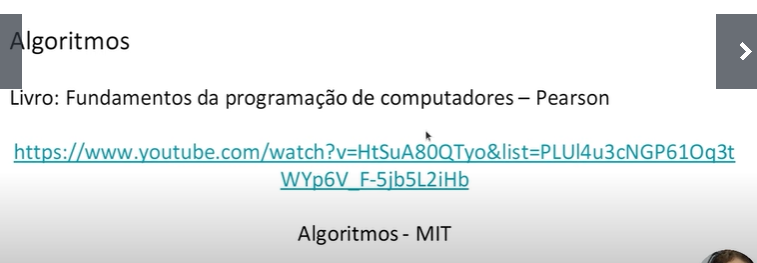 Algoritmos
Livro: Fundamentos da programação de computadores – Pearson
https://www.youtube.com/watch?v=HtSuA80QTyo&list=PLUl4u3cNGP61Oq3t
WYp6V_F-5jb5L2iHb
Algoritmos - MIT